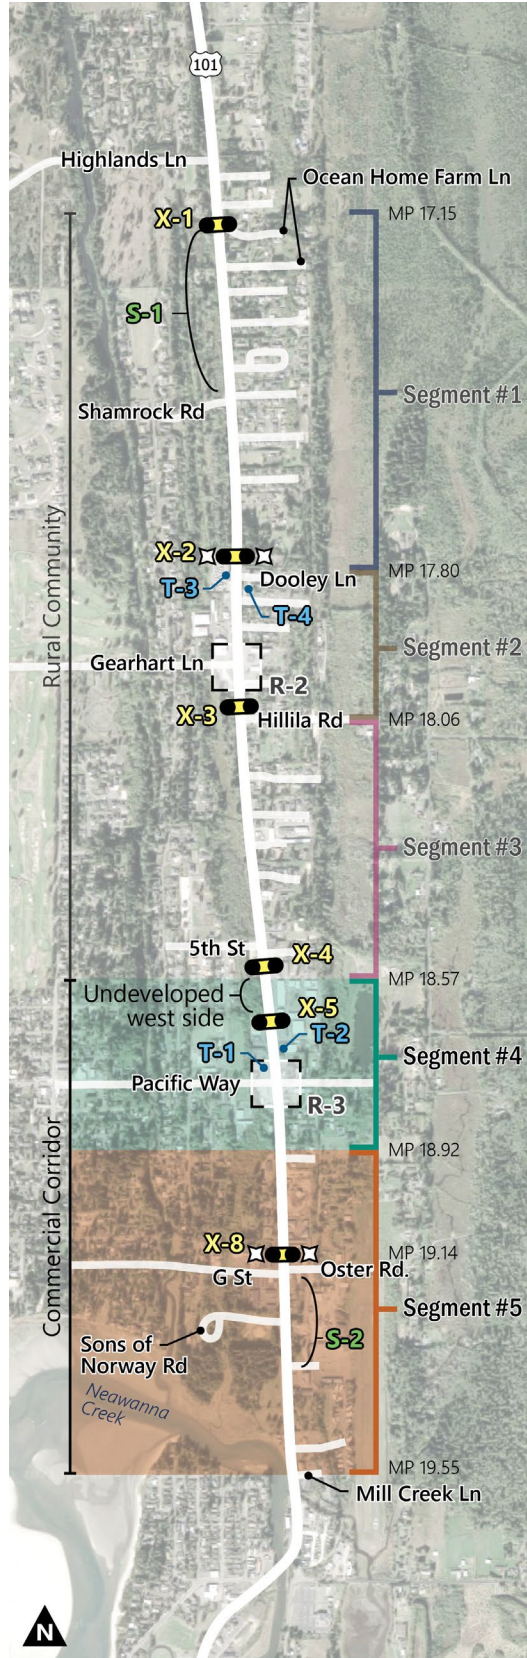 101
Highlands Ln
Ocean Home Farm Ln
X-1
MP 17.15
S-1
Segment #1
Shamrock Rd
Rural Community
X-2
MP 17.80
T-3
Dooley Ln
T-4
Segment #2
Gearhart Ln
R-2
X-3
Hillila Rd
MP 18.06
Segment #3
5th St
X-4
MP 18.57
Undeveloped
west side
X-5
T-2
T-1
Segment #4
Pacific Way
R-3
Commercial Corridor
MP 18.92
X-8
MP 19.14
G St
Oster Rd.
Segment #5
S-2
Sons of
Norway Rd
Neawanna
Creek
MP 19.55
Mill Creek Ln
N